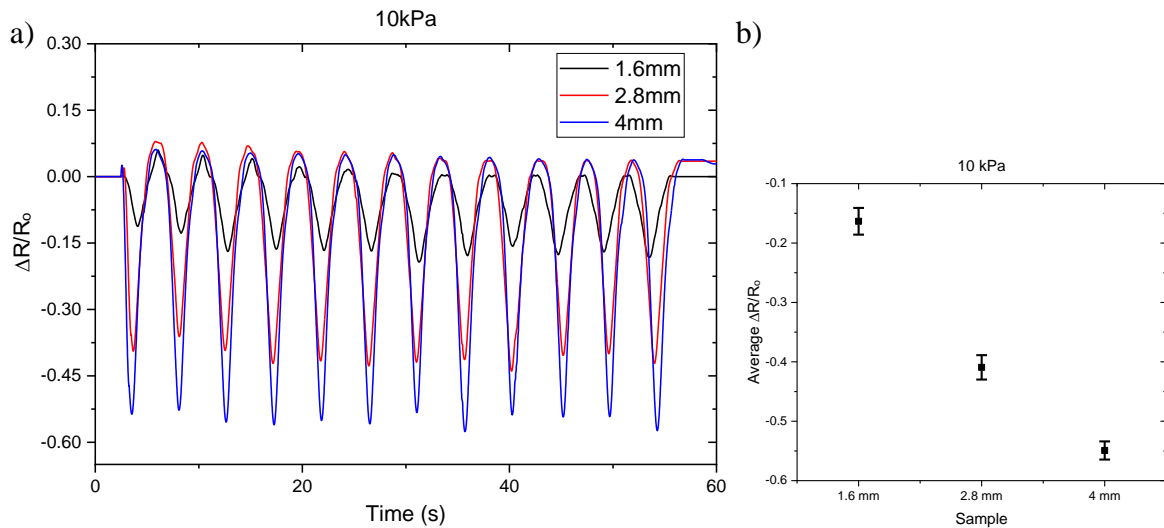 a)
10kPa
0.30
0.15
0.00
-0.15
-0.30
-0.45
-0.60
ΔR/R₀
1.6mm
2.8mm
4mm
0
20
40
60
Time (s)
b)
10 kPa
-0.1
-0.2
-0.3
-0.4
-0.5
-0.6
Average ΔR/R₀
1.6 mm
2.8 mm
4 mm
Sample